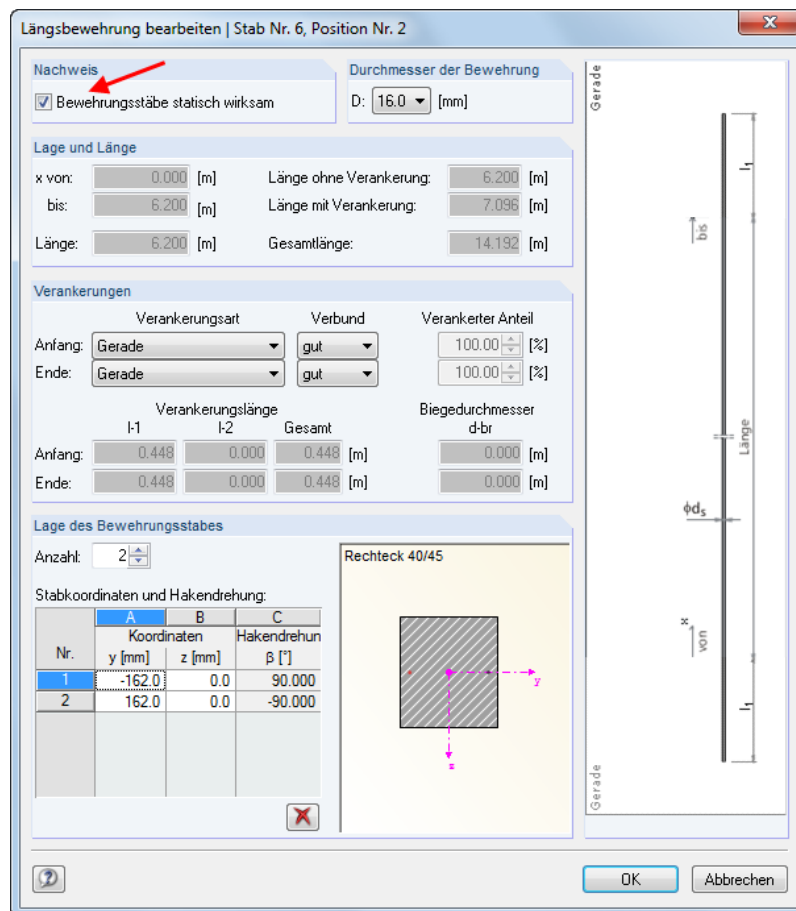 Längsbewehrung bearbeiten | Stab Nr. 6, Position Nr. 2
Nachweis
Bewehrungsstäbe statisch wirksam
Durchmesser der Bewehrung
D: 16.0 [mm]
Lage und Länge
x von: 0.000 [m] Länge ohne Verankerung: 6.200 [m]
bis: 6.200 [m] Länge mit Verankerung: 7.096 [m]
Länge: 6.200 [m] Gesamtlänge: 14.192 [m]
Verankerungen
Verankerungsart Verbund Verankerter Anteil
Anfang: Gerade gut 100.00 [%]
Ende: Gerade gut 100.00 [%]
Verankerungslänge Biegedurchmesser
l-1 l-2 Gesamt d-br
Anfang: 0.448 0.000 0.448 [m] 0.000 [m]
Ende: 0.448 0.000 0.448 [m] 0.000 [m]
Lage des Bewehrungsstabes
Anzahl: 2
Stabkoordinaten und Hakendrehung:
A B C
Koordinaten Hakendrehun
Nr. y [mm] z [mm] β [°]
1 -162.0 0.0 90.000
2 162.0 0.0 -90.000
Rechteck 40/45
y
z
Gerade
l1
bis
Länge
ϕds
x
von
l1
Gerade
OK Abbrechen